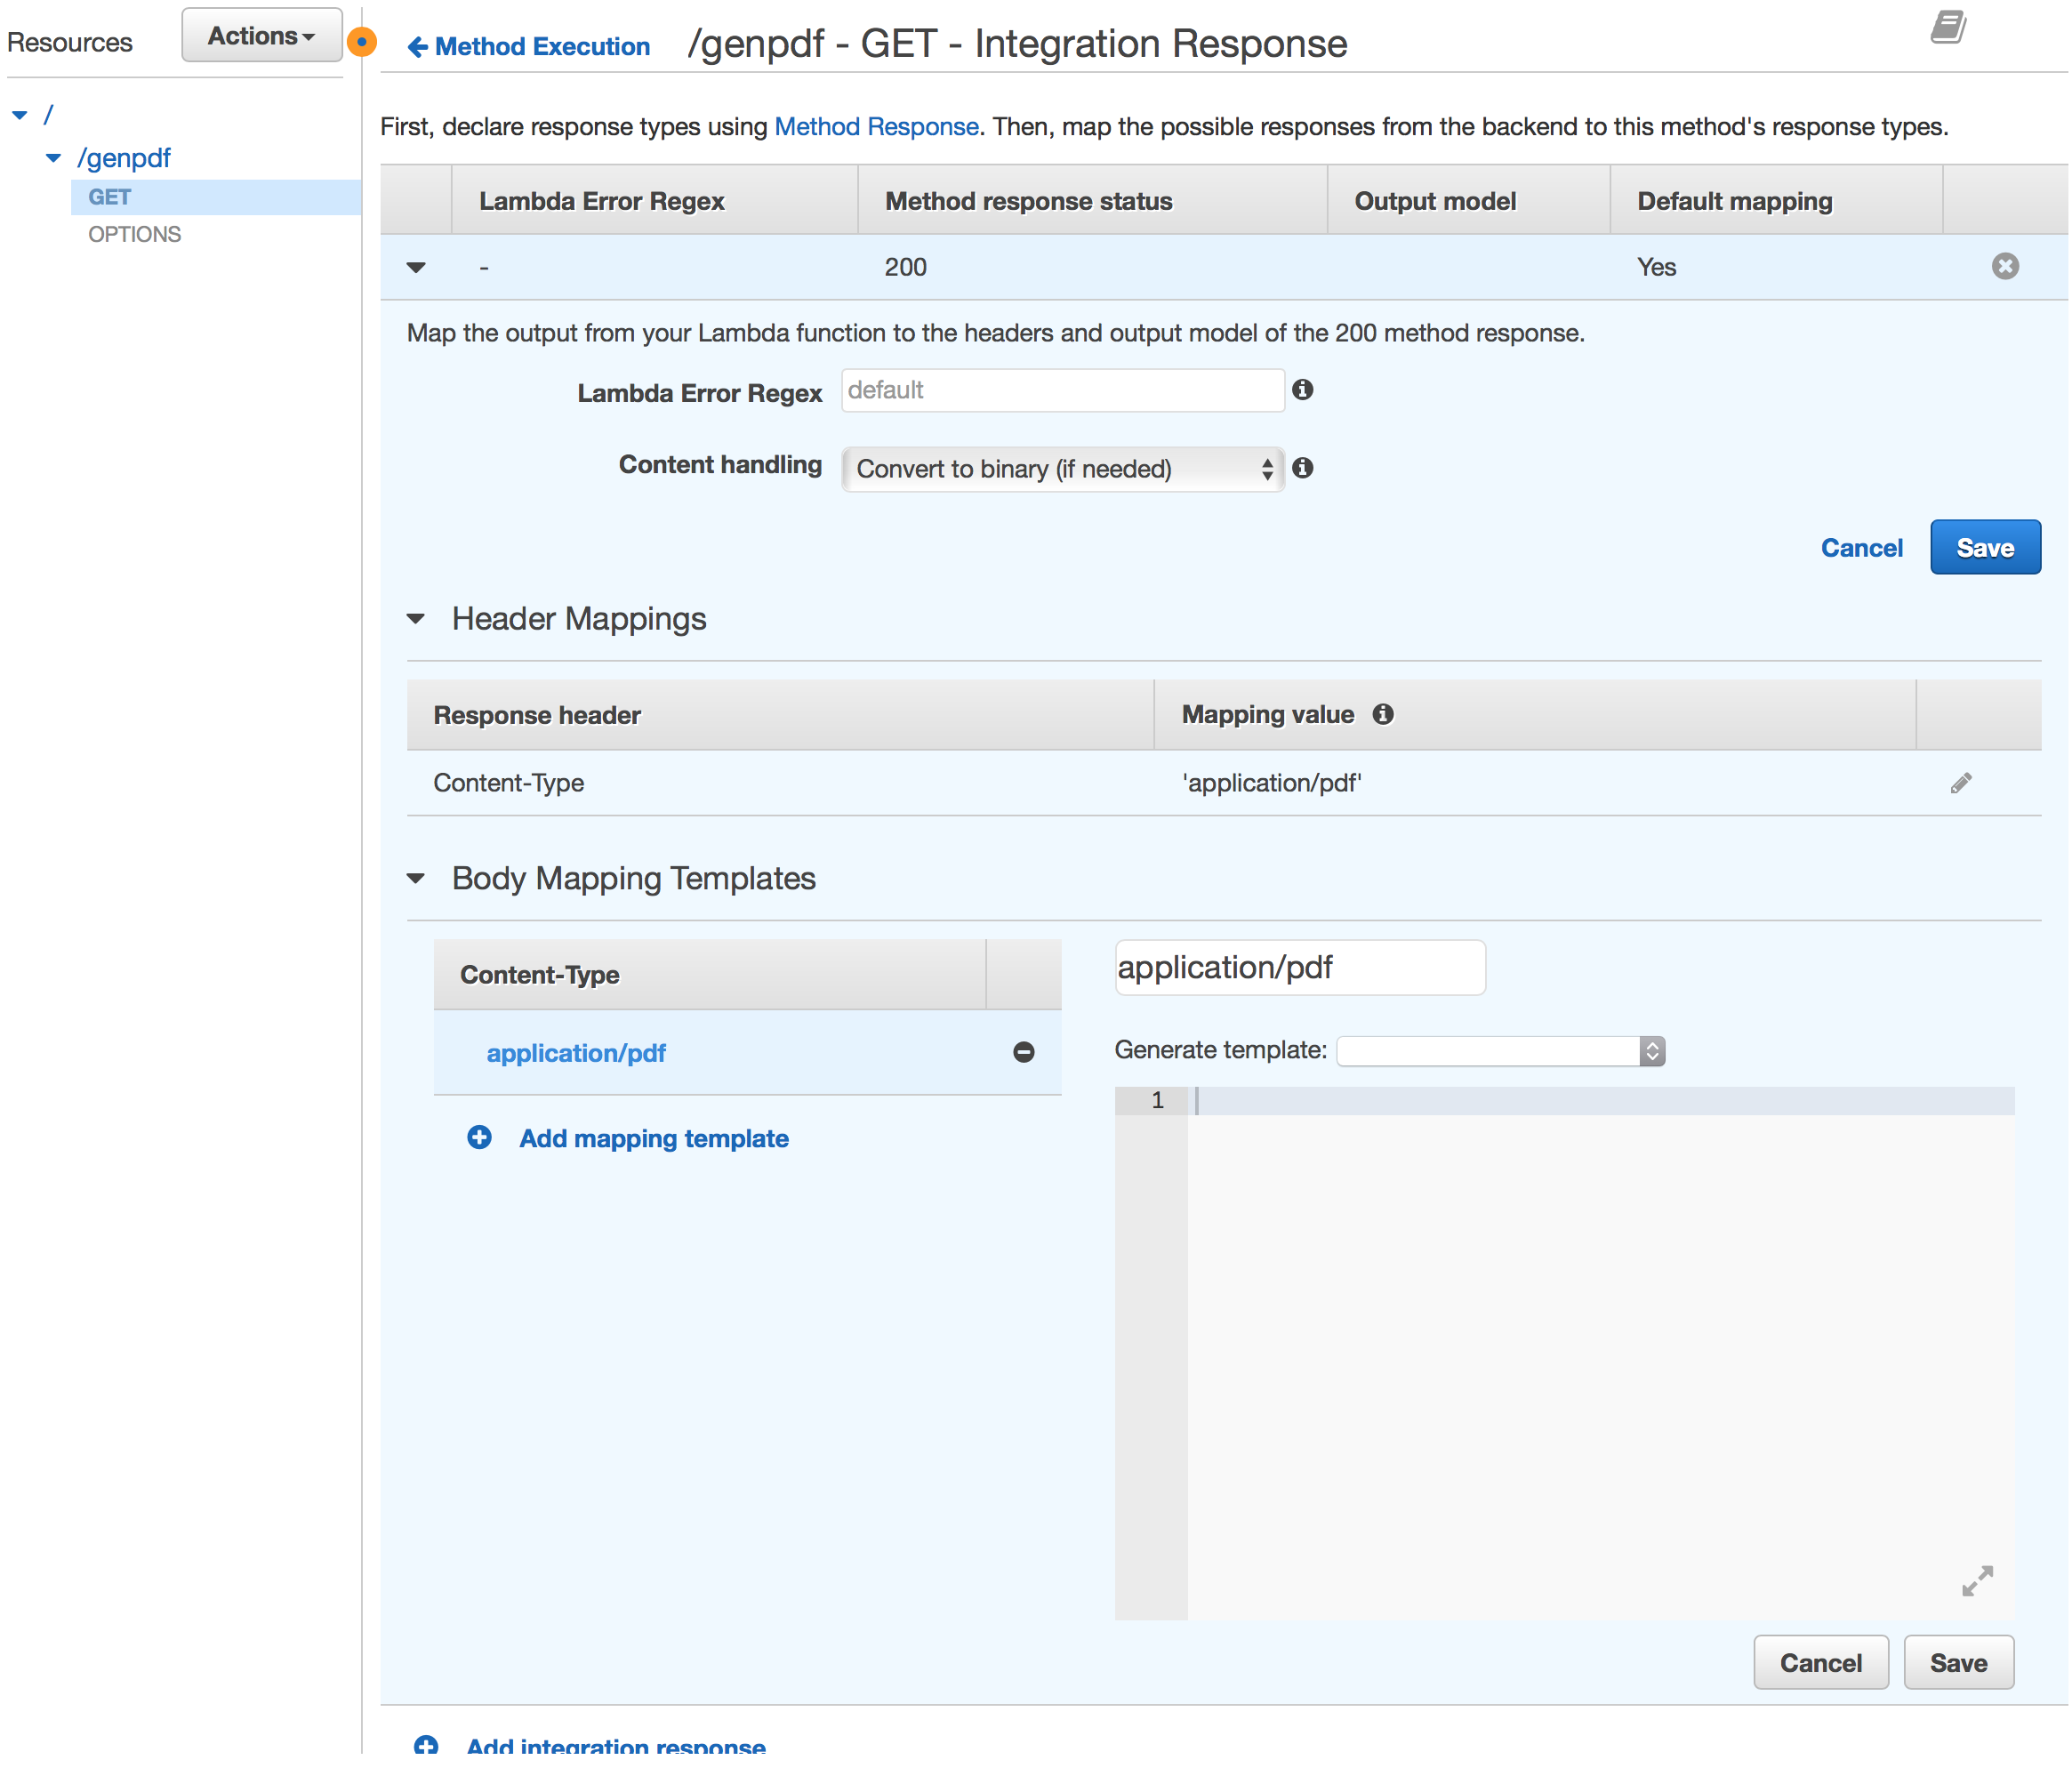 Resources
Actions
Method Execution
/genpdf - GET - Integration Response
/
/genpdf
GET
OPTIONS
First, declare response types using Method Response. Then, map the possible responses from the backend to this method's response types.
Lambda Error Regex Method response status Output model Default mapping
- 200 Yes
Map the output from your Lambda function to the headers and output model of the 200 method response.
Lambda Error Regex default
Content handling Convert to binary (if needed)
Cancel Save
Header Mappings
Response header Mapping value
Content-Type 'application/pdf'
Body Mapping Templates
Content-Type
application/pdf
Add mapping template
application/pdf
Generate template:
1
Cancel Save
Add integration response